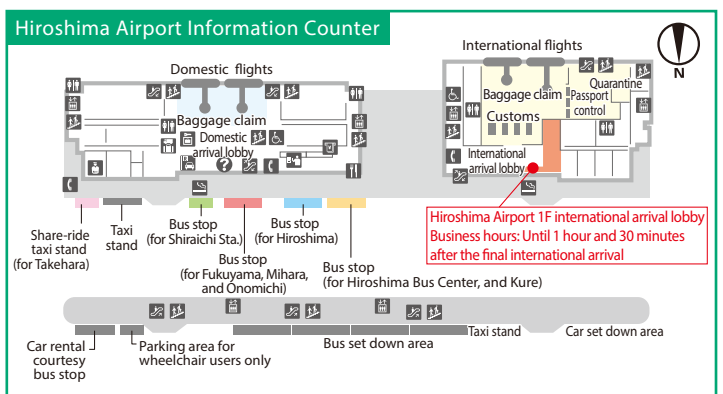 Hiroshima Airport Information Counter
International flights
N
Domestic flights
Quarantine
Baggage claim
Passport
control
Customs
Baggage claim
Domestic
arrival lobby
?
International
arrival lobby
Hiroshima Airport 1F international arrival lobby
Business hours: Until 1 hour and 30 minutes
after the final international arrival
Share-ride
taxi stand
(for Takehara)
Taxi
stand
Bus stop
(for Shiraichi Sta.)
Bus stop
(for Fukuyama, Mihara,
and Onomichi)
Bus stop
(for Hiroshima)
Bus stop
(for Hiroshima Bus Center, and Kure)
Car rental
courtesy
bus stop
Parking area for
wheelchair users only
Bus set down area
Taxi stand
Car set down area